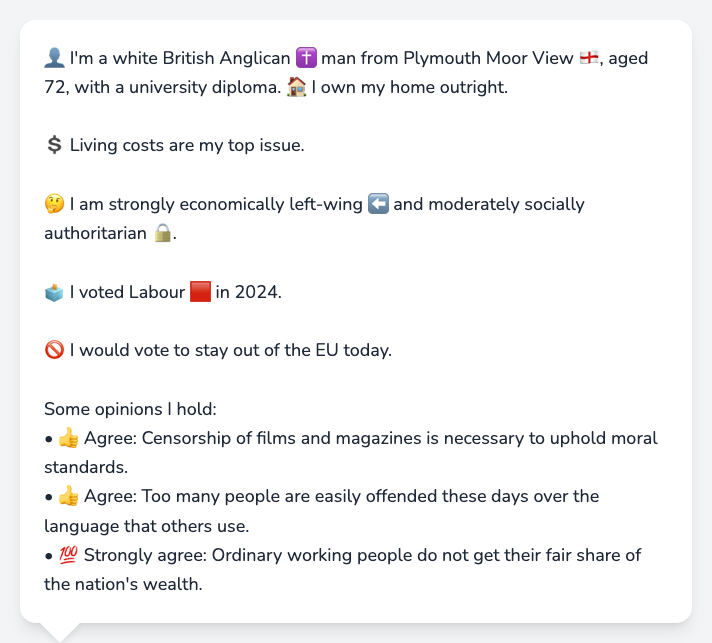 👤 I'm a white British Anglican ✝️ man from Plymouth Moor View 🏴󠁧󠁢󠁥󠁮󠁧󠁿, aged
72, with a university diploma. 🏠 I own my home outright.
💲 Living costs are my top issue.
🤔 I am strongly economically left-wing ⬅️ and moderately socially
authoritarian 🔒.
🗳️ I voted Labour 🟥 in 2024.
🚫 I would vote to stay out of the EU today.
Some opinions I hold:
• 👍 Agree: Censorship of films and magazines is necessary to uphold moral
standards.
• 👍 Agree: Too many people are easily offended these days over the
language that others use.
• 💯 Strongly agree: Ordinary working people do not get their fair share of
the nation's wealth.